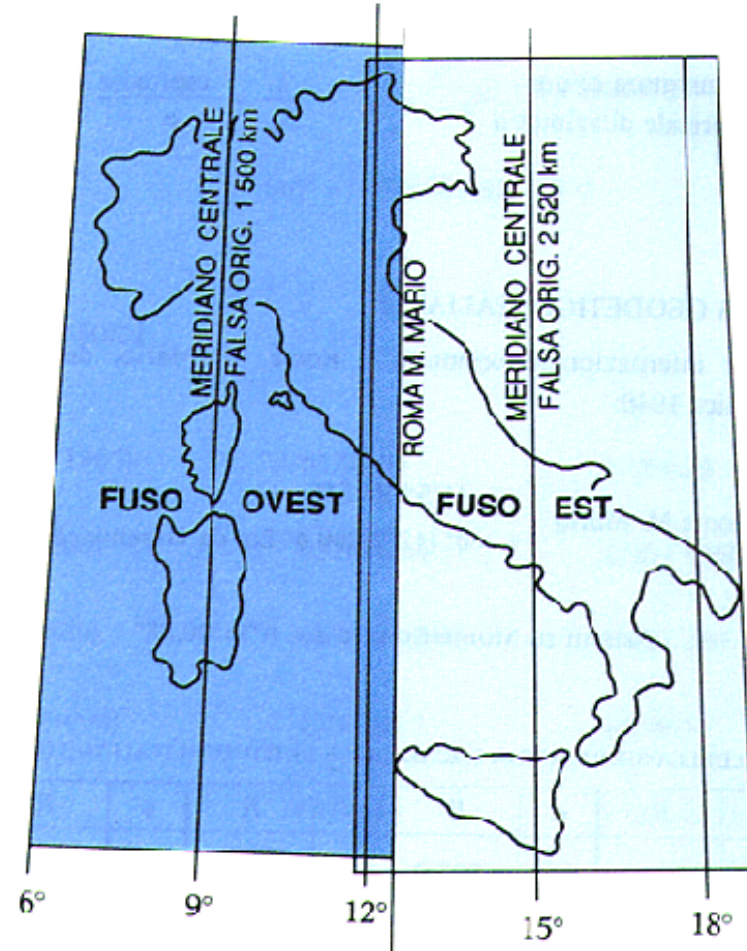 MERIDIANO CENTRALE
FALSA ORIG. 1 500 km
ROMA M. MARIO
MERIDIANO CENTRALE
FALSA ORIG. 2 520 km
FUSO OVEST
FUSO EST
6° 9° 12° 15° 18°